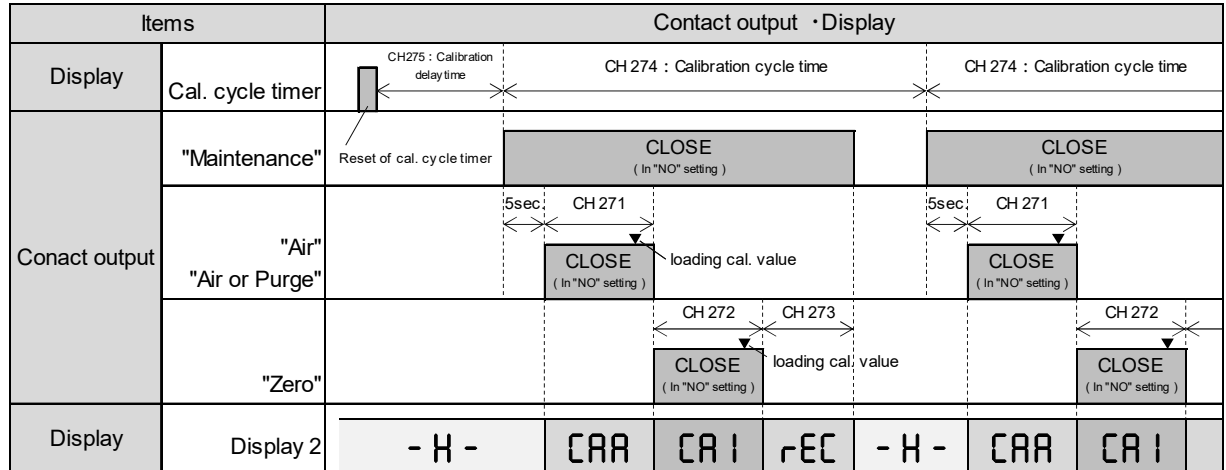 Items
Contact output ・Display
Display
Cal. cycle timer
CH275：Calibration
delay time
CH 274：Calibration cycle time
CH 274：Calibration cycle time
Conact output
"Maintenance"
Reset of cal. cycle timer
CLOSE
( In "NO" setting )
CLOSE
( In "NO" setting )
"Air"
"Air or Purge"
5sec.
CH 271
CLOSE
( In "NO" setting )
loading cal. value
5sec.
CH 271
CLOSE
( In "NO" setting )
"Zero"
CH 272
CH 273
CLOSE
( In "NO" setting )
loading cal. value
CH 272
CLOSE
( In "NO" setting )
Display
Display 2
- H -
CAA
CA1
rEC
- H -
CAA
CA1